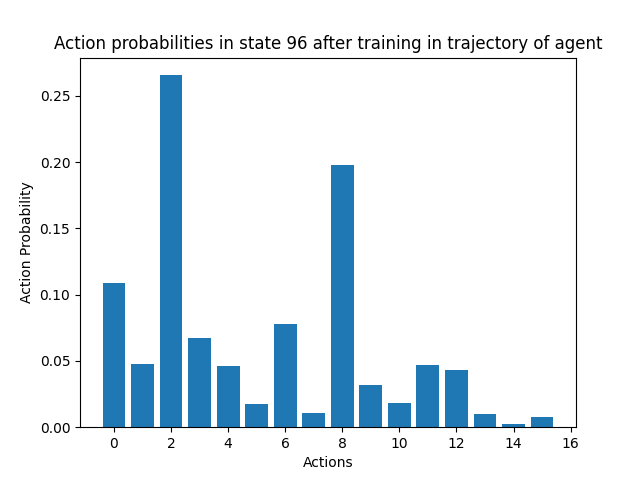 Action probabilities in state 96 after training in trajectory of agent
0.25
0.20
0.15
0.10
0.05
0.00
Action Probability
0 2 4 6 8 10 12 14 16
Actions